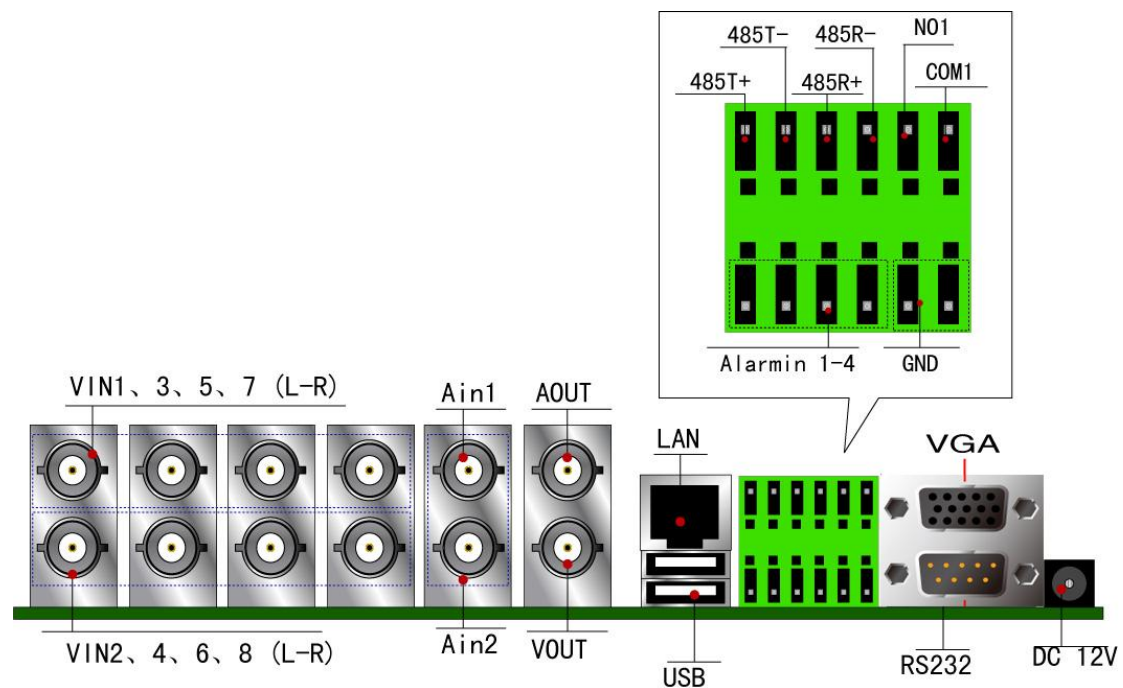 485T-
485R-
NO1
485T+
485R+
COM1
Alarmin 1-4
GND
VIN1、3、5、7 (L-R)
Ain1
AOUT
LAN
VGA
VIN2、4、6、8 (L-R)
Ain2
VOUT
USB
RS232
DC 12V